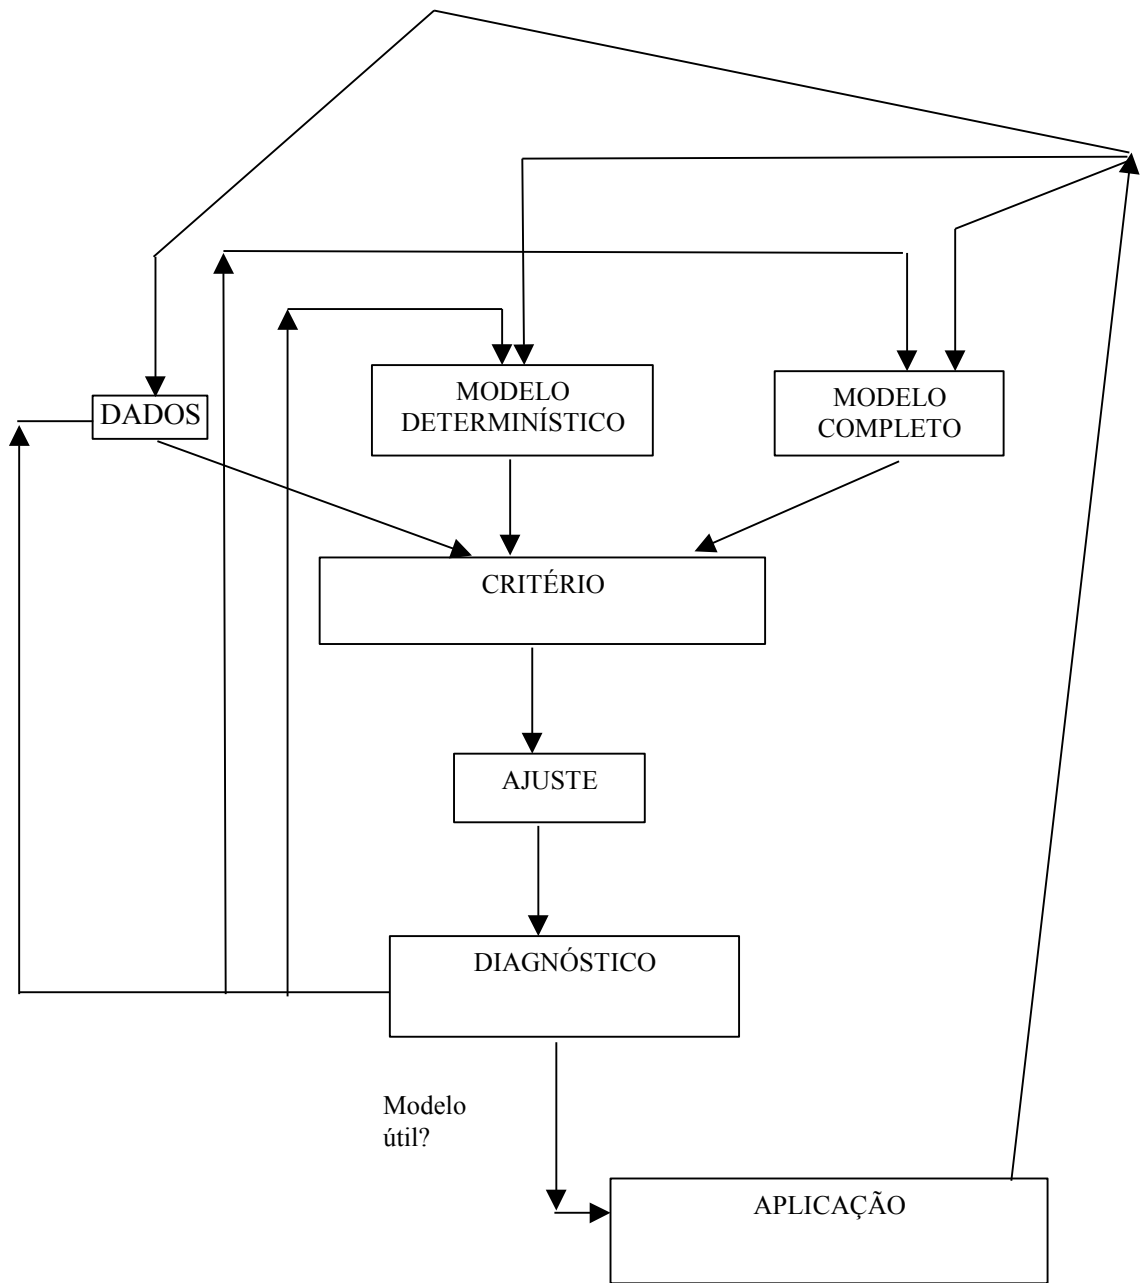 DADOS
MODELO
DETERMINÍSTICO
MODELO
COMPLETO
CRITÉRIO
AJUSTE
DIAGNÓSTICO
Modelo
útil?
APLICAÇÃO